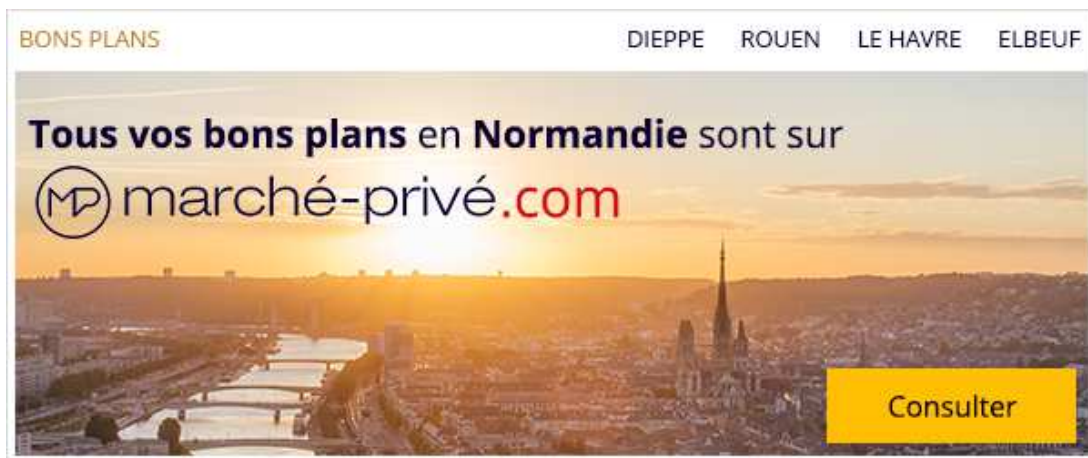 BONS PLANS DIEPPE ROUEN LE HAVRE ELBEUF
Tous vos bons plans en Normandie sont sur
MP marché-privé.com
Consulter